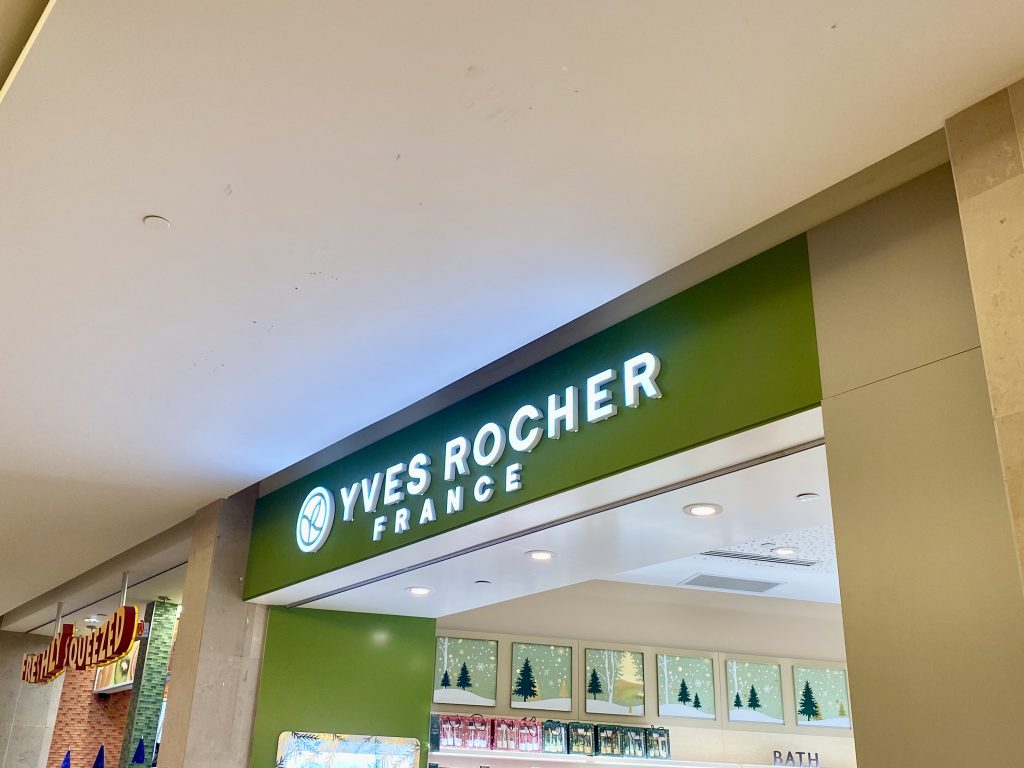 YVES ROCHER
FRANCE
FRESHLY SQUEEZED
BATH